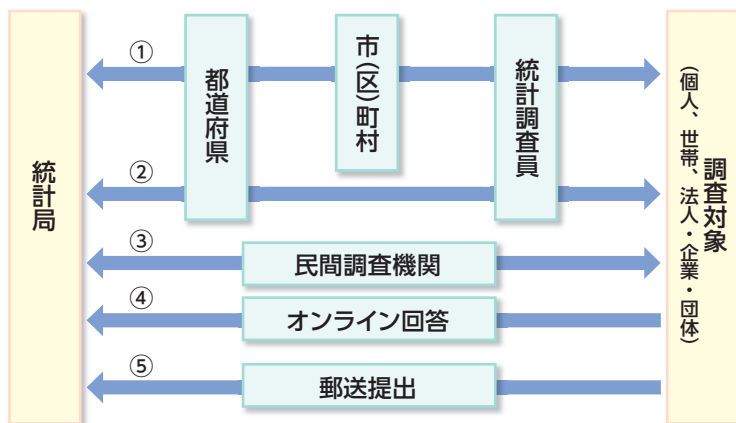 統計局
①
都道府県
市(区)町村
統計調査員
②
③
民間調査機関
④
オンライン回答
⑤
郵送提出
調査対象
(個人、世帯、法人・企業・団体)